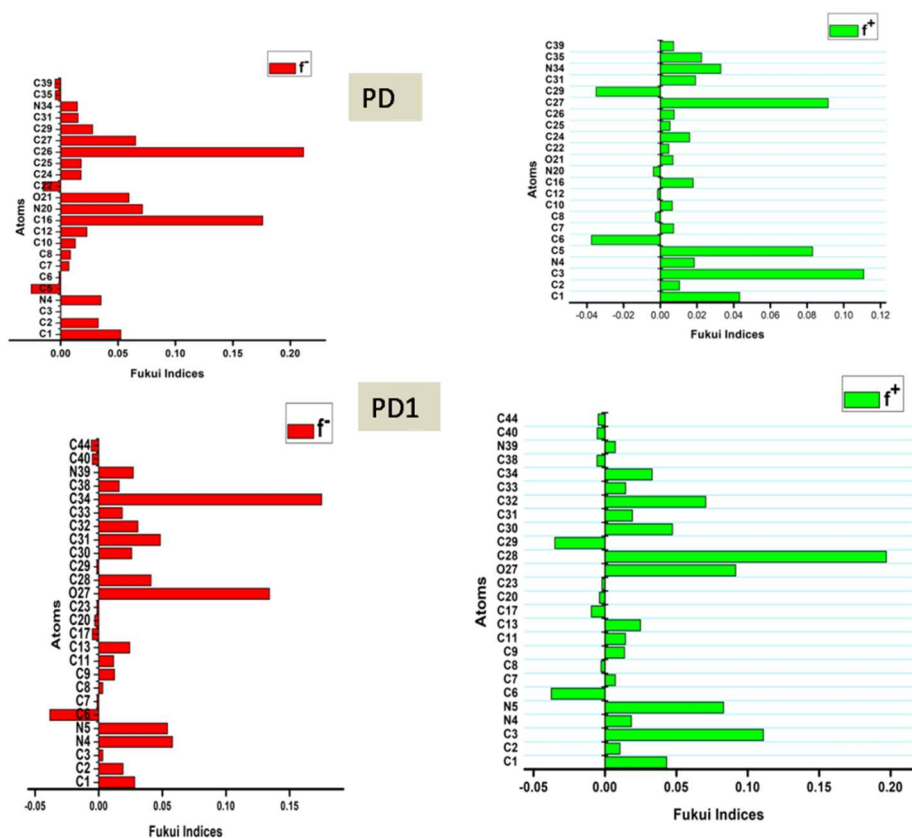 f-
C39
C35
N34
C31
C29
C27
C26
C25
C24
C22
O21
N20
C16
C12
C10
C8
C7
C6
C5
N4
C3
C2
C1
Atoms
0.00 0.05 0.10 0.15 0.20
Fukui Indices
PD
f+
C39
C35
N34
C31
C29
C27
C26
C25
C24
C22
O21
N20
C16
C12
C10
C8
C7
C6
C5
N4
C3
C2
C1
Atoms
-0.04 -0.02 0.00 0.02 0.04 0.06 0.08 0.10 0.12
Fukui Indices
PD1
f-
C44
C40
N39
C38
C34
C33
C32
C31
C30
C29
C28
O27
C23
C20
C17
C13
C11
C9
C8
C7
C6
N5
N4
C3
C2
C1
Atoms
-0.05 0.00 0.05 0.10 0.15
Fukui Indices
f+
C44
C40
N39
C38
C34
C33
C32
C31
C30
C29
C28
O27
C23
C20
C17
C13
C11
C9
C8
C7
C6
N5
N4
C3
C2
C1
Atoms
-0.05 0.00 0.05 0.10 0.15 0.20
Fukui Indices